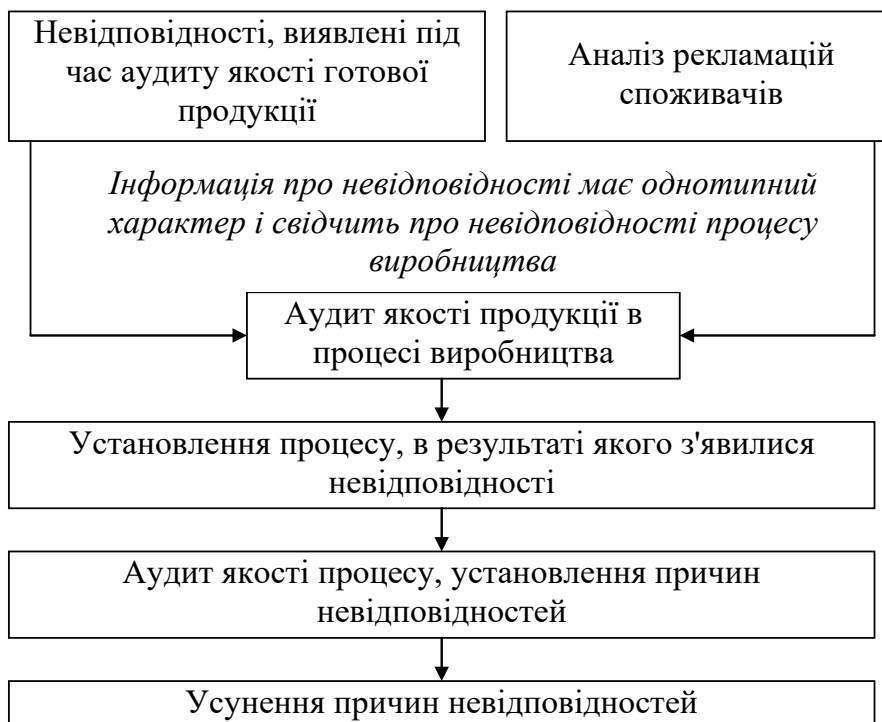 Невідповідності, виявлені під
час аудиту якості готової
продукції
Аналіз рекламацій
споживачів
Інформація про невідповідності має однотипний
характер і свідчить про невідповідності процесу
виробництва
Аудит якості продукції в
процесі виробництва
Установлення процесу, в результаті якого з'явилися
невідповідності
Аудит якості процесу, установлення причин
невідповідностей
Усунення причин невідповідностей